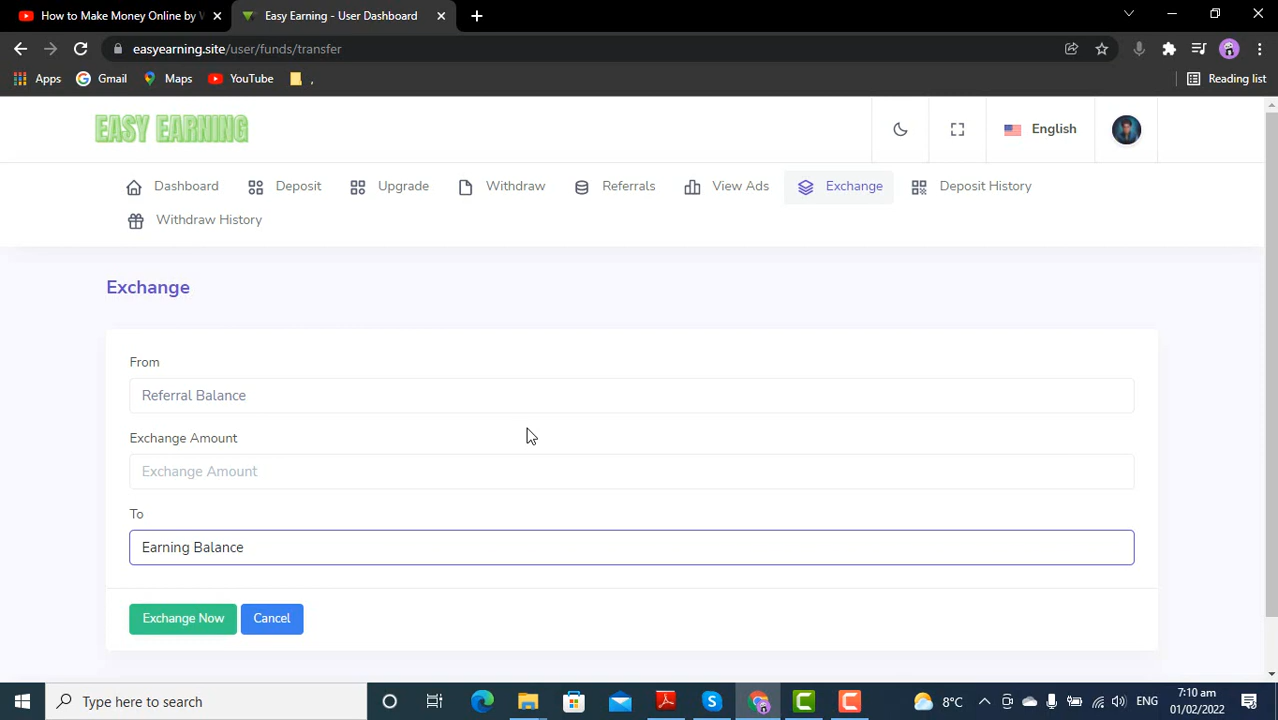 How to Make Money Online by
Easy Earning - User Dashboard
easyearning.site/user/funds/transfer
Apps Gmail Maps YouTube ,
Reading list
EASY EARNING
English
Dashboard Deposit Upgrade Withdraw Referrals View Ads Exchange Deposit History
Withdraw History
Exchange
From
Referral Balance
Exchange Amount
Exchange Amount
To
Earning Balance
Exchange Now Cancel
Type here to search
8°C
ENG
7:10 am
01/02/2022